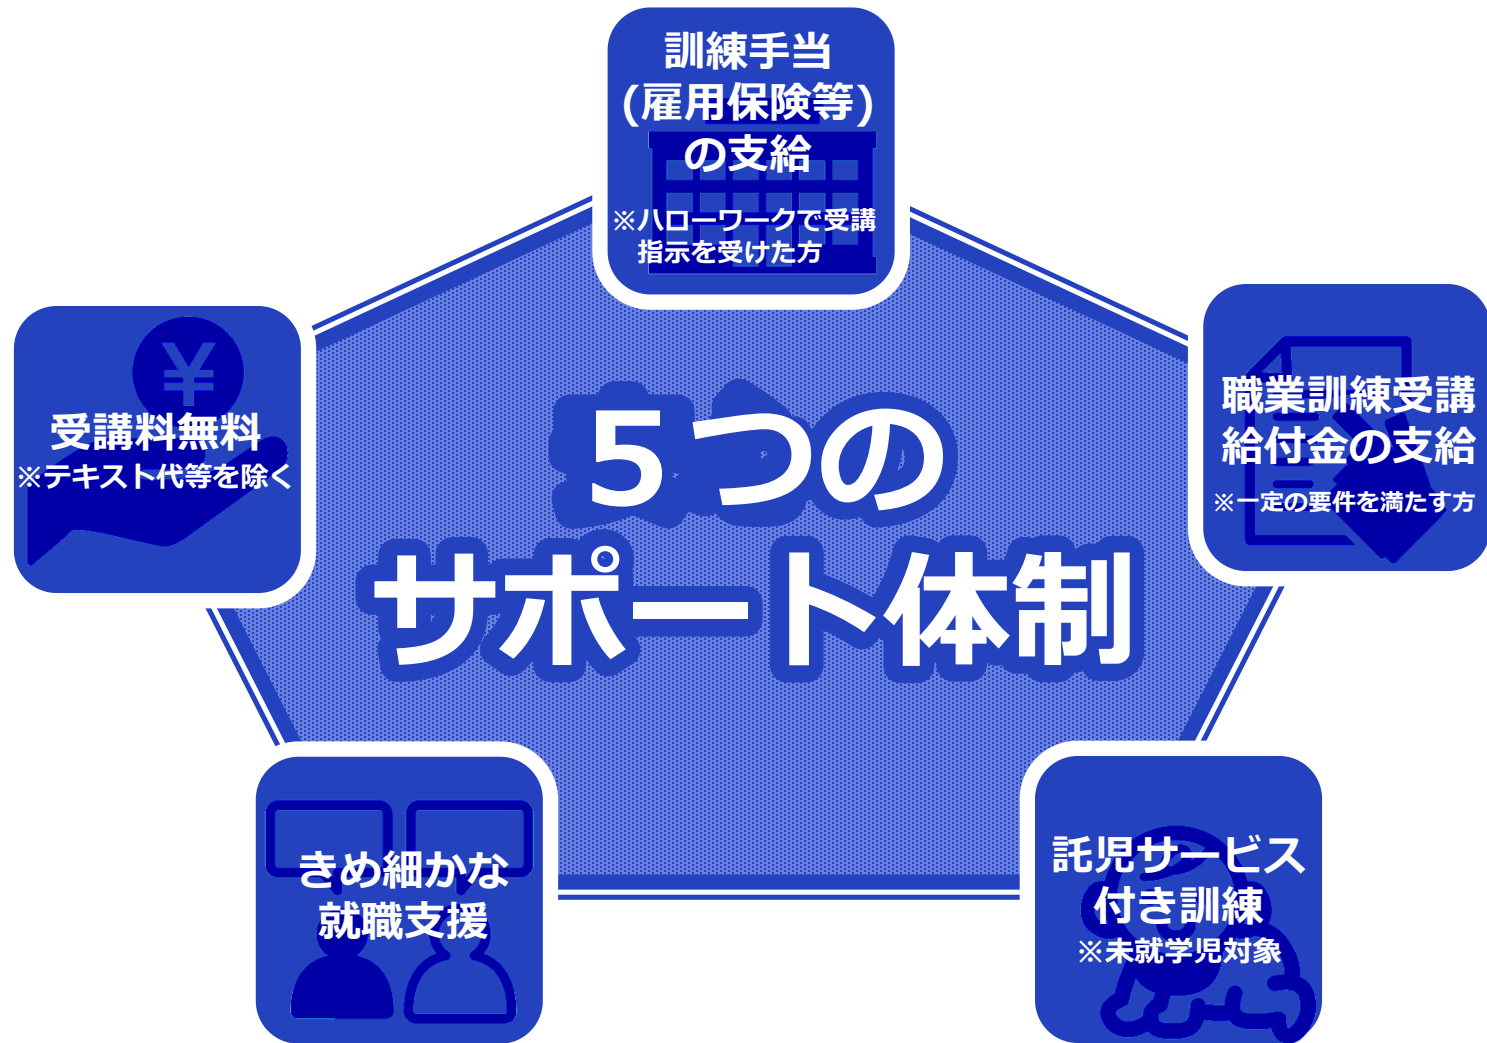 訓練手当
(雇用保険等)
の支給
※ハローワークで受講
指示を受けた方
受講料無料
※テキスト代等を除く
職業訓練受講
給付金の支給
※一定の要件を満たす方
５つの
サポート体制
きめ細かな
就職支援
託児サービス
付き訓練
※未就学児対象
¥